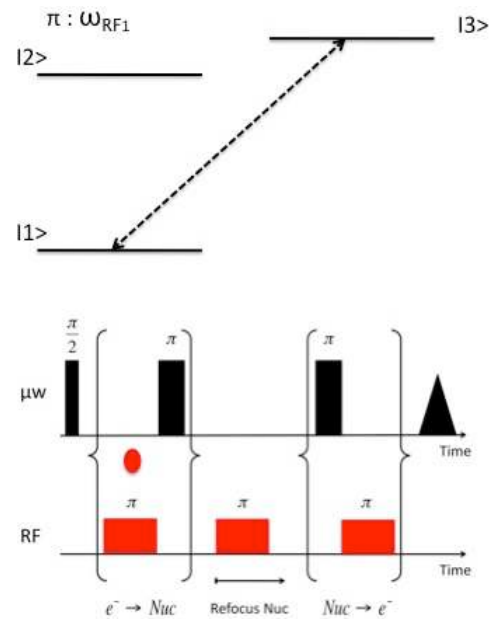 π : ω_RF1
|3>
|2>
|1>
π/2
π
π
μw
Time
π
π
π
RF
Time
e⁻ → Nuc
Refocus Nuc
Nuc → e⁻